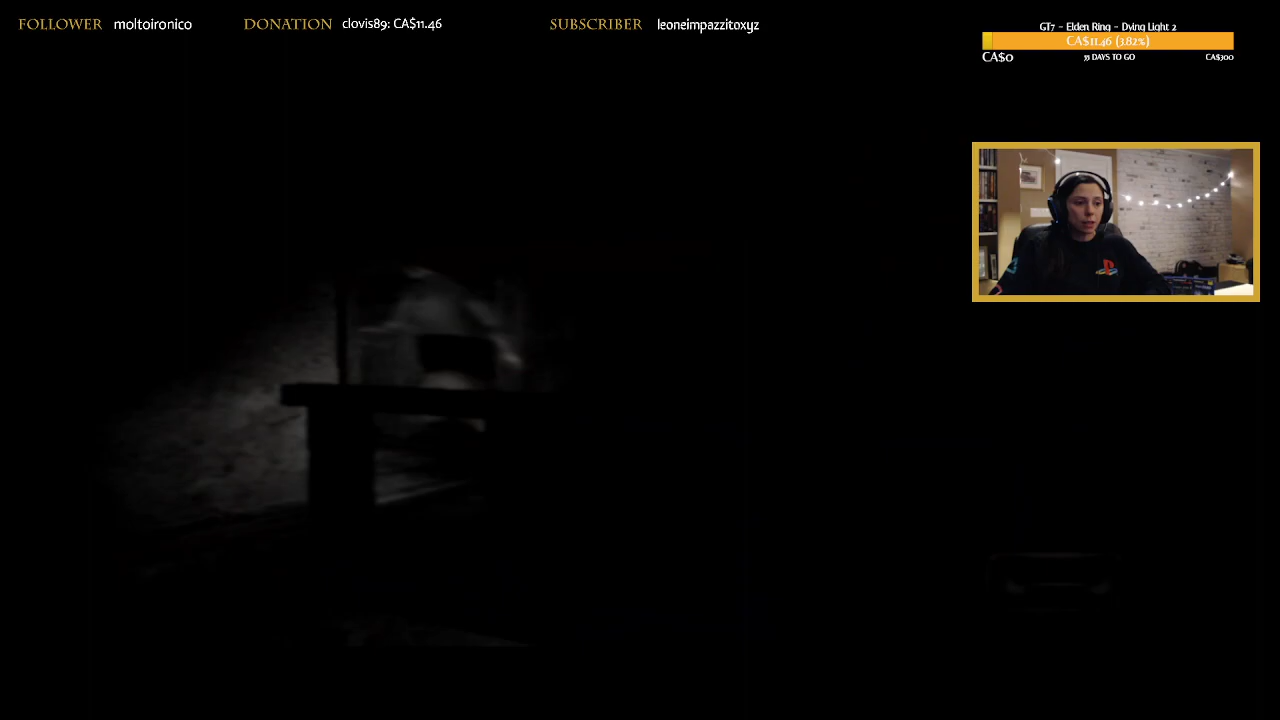 FOLLOWER moltoironico DONATION clovis89: CA$11.46 SUBSCRIBER leoneimpazzitoxyz
GT7 - Elden Ring - Dying Light 2
CA$11.46 (3.82%)
CA$0 33 DAYS TO GO CA$300